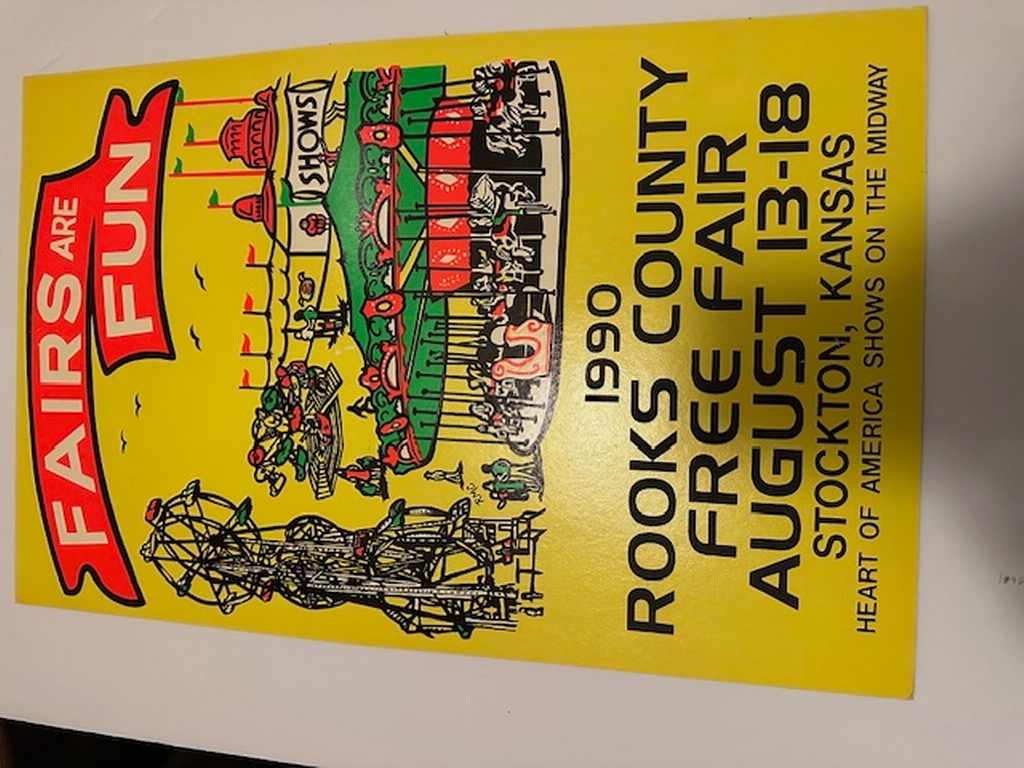 FAIRS ARE
FUN
SHOWS
1990
ROOKS COUNTY
FREE FAIR
AUGUST 13-18
STOCKTON, KANSAS
HEART OF AMERICA SHOWS ON THE MIDWAY